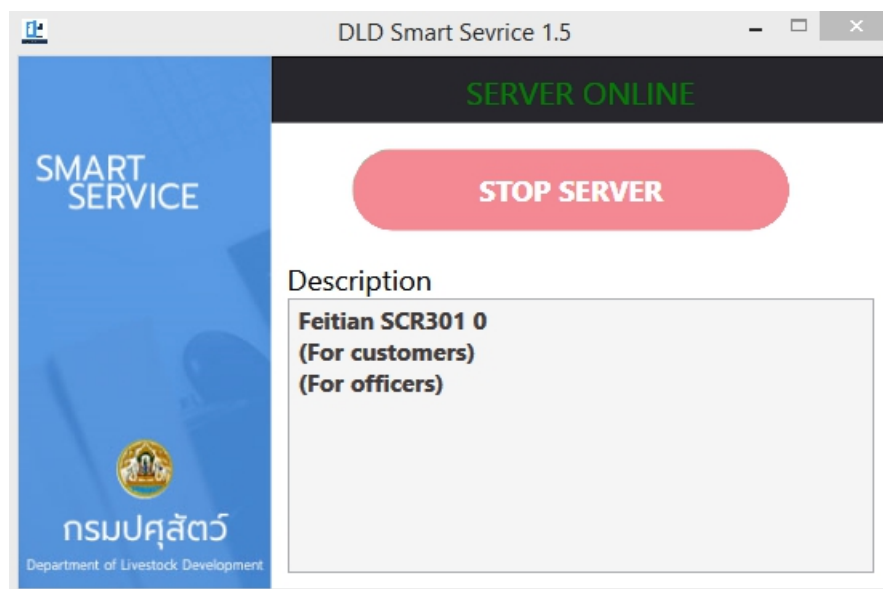 DLD Smart Sevrice 1.5
SERVER ONLINE
SMART
SERVICE
STOP SERVER
Description
Feitian SCR301 0
(For customers)
(For officers)
กรมปศุสัตว์
Department of Livestock Development